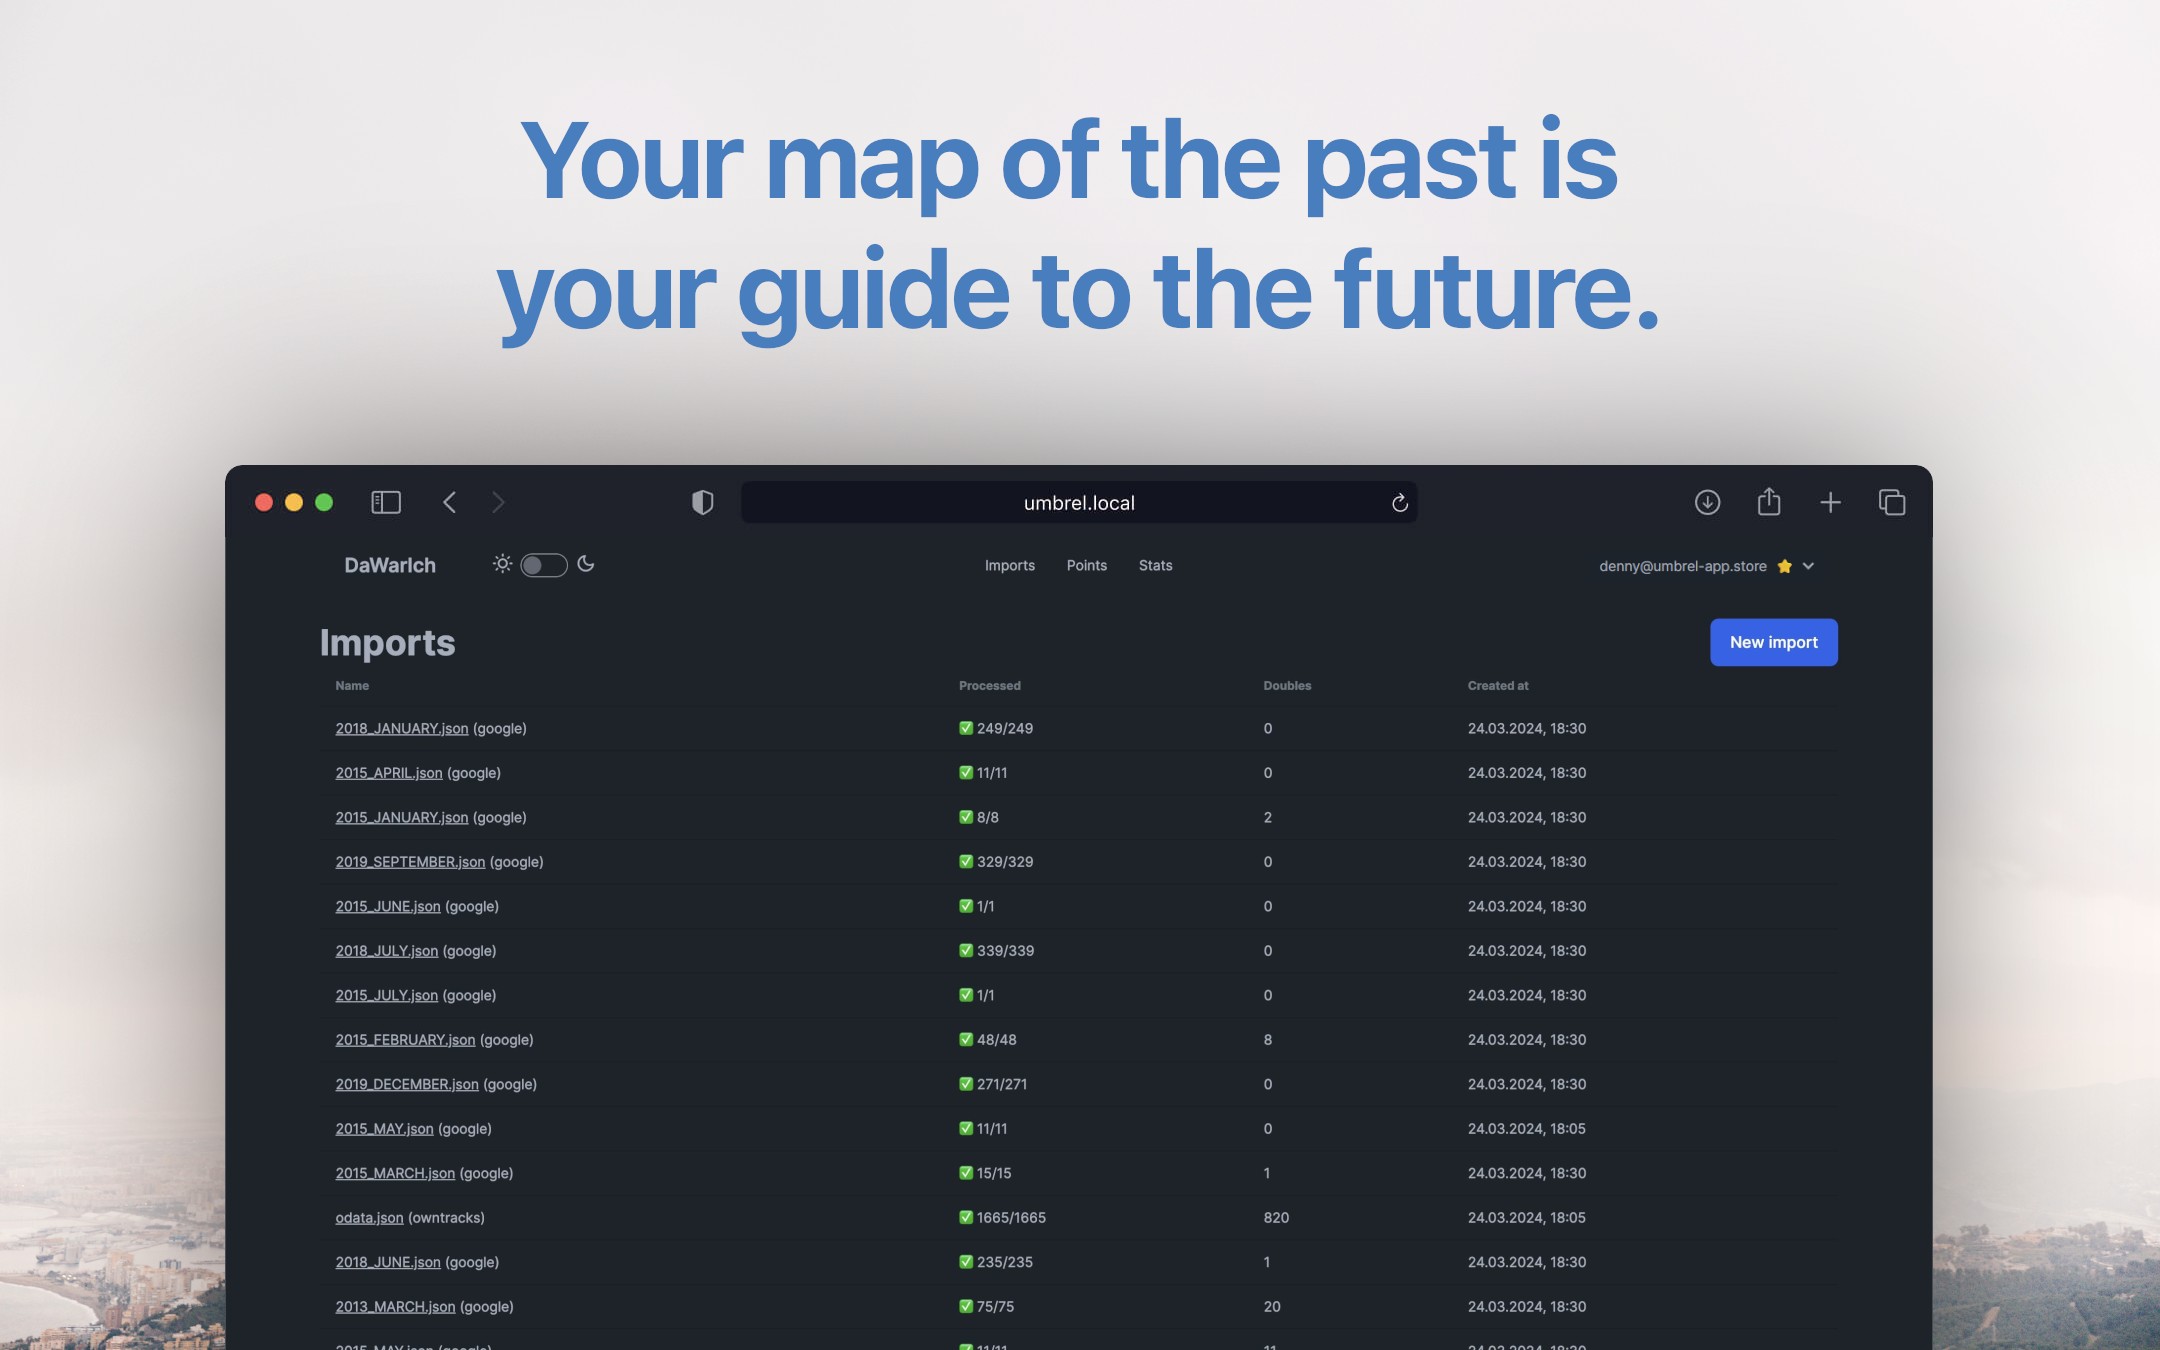 Your map of the past is
your guide to the future.
umbrel.local
DaWarIch Imports Points Stats denny@umbrel-app.store
Imports New import
Name Processed Doubles Created at
2018_JANUARY.json (google) 249/249 0 24.03.2024, 18:30
2015_APRIL.json (google) 11/11 0 24.03.2024, 18:30
2015_JANUARY.json (google) 8/8 2 24.03.2024, 18:30
2019_SEPTEMBER.json (google) 329/329 0 24.03.2024, 18:30
2015_JUNE.json (google) 1/1 0 24.03.2024, 18:30
2018_JULY.json (google) 339/339 0 24.03.2024, 18:30
2015_JULY.json (google) 1/1 0 24.03.2024, 18:30
2015_FEBRUARY.json (google) 48/48 8 24.03.2024, 18:30
2019_DECEMBER.json (google) 271/271 0 24.03.2024, 18:30
2015_MAY.json (google) 11/11 0 24.03.2024, 18:05
2015_MARCH.json (google) 15/15 1 24.03.2024, 18:30
odata.json (owntracks) 1665/1665 820 24.03.2024, 18:05
2018_JUNE.json (google) 235/235 1 24.03.2024, 18:30
2013_MARCH.json (google) 75/75 20 24.03.2024, 18:30